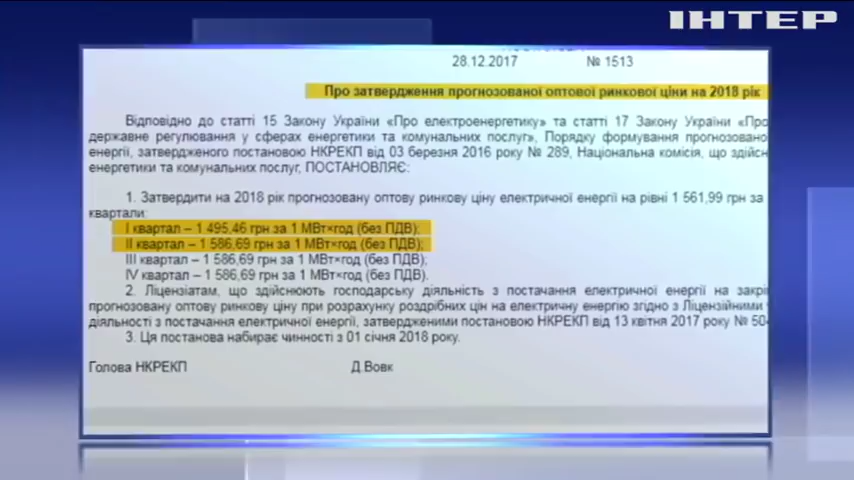 ІНТЕР
28.12.2017 № 1513
Про затвердження прогнозованої оптової ринкової ціни на 2018 рік
Відповідно до статті 15 Закону України «Про електроенергетику» та статті 17 Закону України «Про
державне регулювання у сферах енергетики та комунальних послуг», Порядку формування прогнозовано
енергії, затвердженого постановою НКРЕКП від 03 березня 2016 року № 289, Національна комісія, що здійсн
енергетики та комунальних послуг, ПОСТАНОВЛЯЄ:
1. Затвердити на 2018 рік прогнозовану оптову ринкову ціну електричної енергії на рівні 1 561,99 грн за
квартали:
І квартал – 1 495,46 грн за 1 МВт×год (без ПДВ);
ІІ квартал – 1 586,69 грн за 1 МВт×год (без ПДВ);
ІІІ квартал – 1 586,69 грн за 1 МВт×год (без ПДВ);
IV квартал – 1 586,69 грн за 1 МВт×год (без ПДВ).
2. Ліцензіатам, що здійснюють господарську діяльність з постачання електричної енергії на закрі
прогнозовану оптову ринкову ціну при розрахунку роздрібних цін на електричну енергію згідно з Ліцензійними
діяльності з постачання електричної енергії, затвердженими постановою НКРЕКП від 13 квітня 2017 року № 504
3. Ця постанова набирає чинності з 01 січня 2018 року.
Голова НКРЕКП Д.Вовк